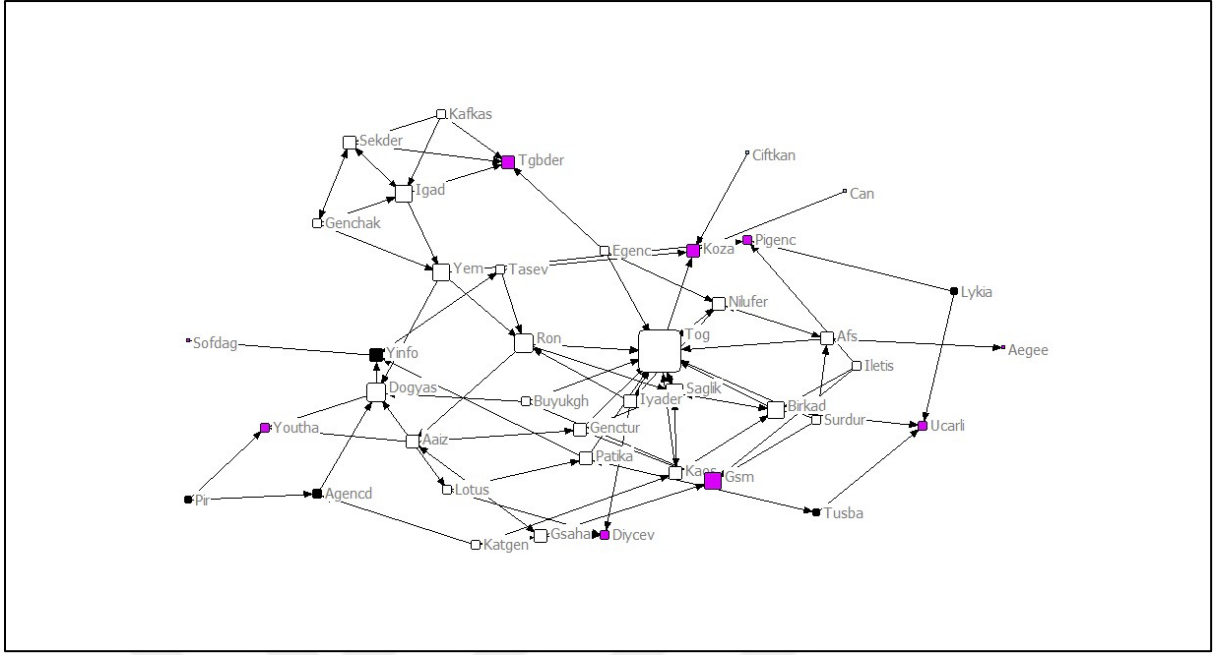 Kafkas
Sekder
Tgbder
Ciftkan
Igad
Can
Genchak
Egenc
Koza
Pigenc
Yem
Tasev
Lykia
Nilufer
Ron
Tog
Afs
Sofdag
Yinfo
Aegee
Iletis
Dogyas
Saglik
Buyukgh
Iyader
Birkad
Surdur
Youtha
Genctur
Ucarli
Aaiz
Patika
Kaos
Gsm
Lotus
Pir
Agencd
Tusba
Katgen
Gsaha
Diycev